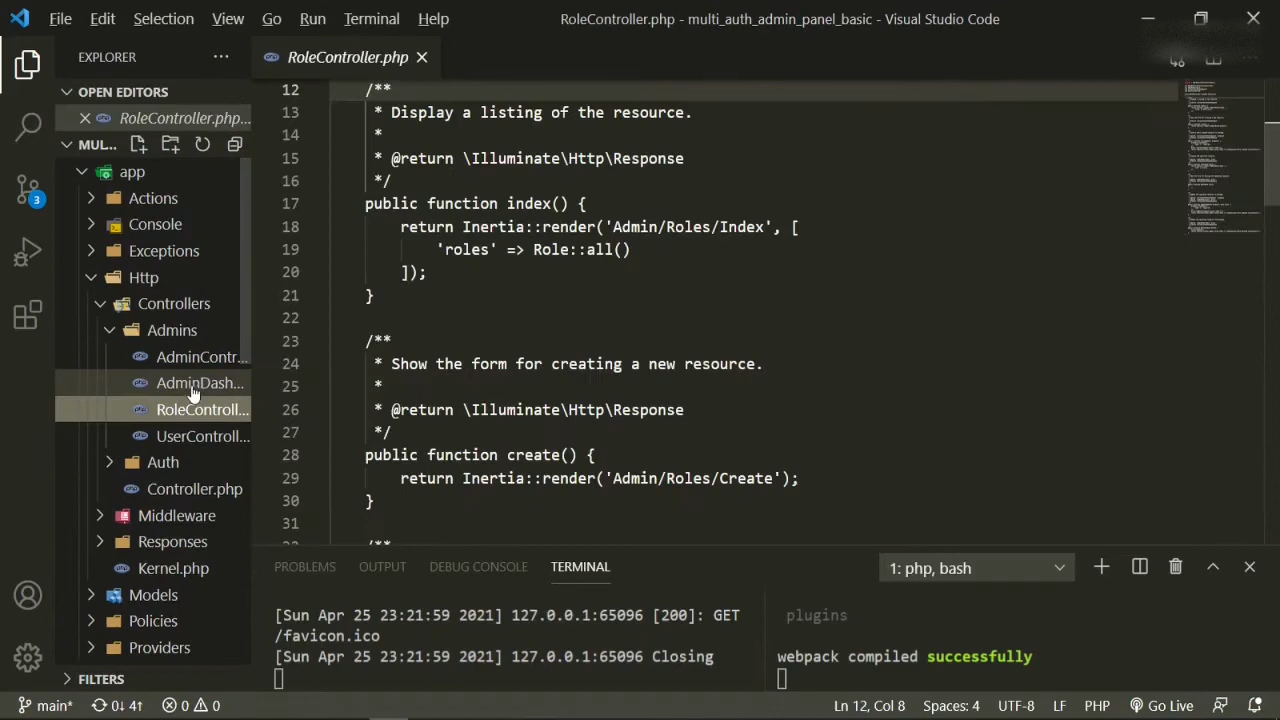 File Edit Selection View Go Run Terminal Help RoleController.php - multi_auth_admin_panel_basic - Visual Studio Code
EXPLORER
OPEN EDITORS
RoleController.php...
MUL...
app
Actions
Console
Exceptions
Http
Controllers
Admins
AdminContr...
AdminDash...
RoleControll...
UserControll...
Auth
Controller.php
Middleware
Responses
Kernel.php
Models
Policies
Providers
FILTERS
3
RoleController.php
12 /**
13 * Display a listing of the resource.
14 *
15 * @return \Illuminate\Http\Response
16 */
17 public function index() {
18 return Inertia::render('Admin/Roles/Index', [
19 'roles' => Role::all()
20 ]);
21 }
22
23 /**
24 * Show the form for creating a new resource.
25 *
26 * @return \Illuminate\Http\Response
27 */
28 public function create() {
29 return Inertia::render('Admin/Roles/Create');
30 }
31
32 /**
PROBLEMS OUTPUT DEBUG CONSOLE TERMINAL 1: php, bash
[Sun Apr 25 23:21:59 2021] 127.0.0.1:65096 [200]: GET
/favicon.ico
[Sun Apr 25 23:21:59 2021] 127.0.0.1:65096 Closing
plugins
webpack compiled successfully
main* 0↓ 4↑ 0 0 Ln 12, Col 8 Spaces: 4 UTF-8 LF PHP Go Live